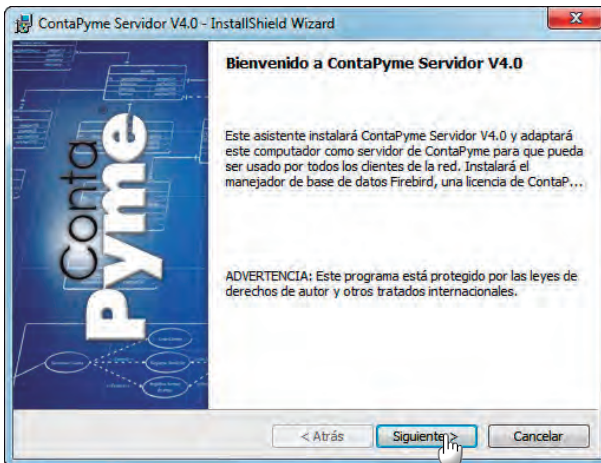 ContaPyme Servidor V4.0 - InstallShield Wizard
Bienvenido a ContaPyme Servidor V4.0
Este asistente instalará ContaPyme Servidor V4.0 y adaptará
este computador como servidor de ContaPyme para que pueda
ser usado por todos los clientes de la red. Instalará el
manejador de base de datos Firebird, una licencia de ContaP...
ADVERTENCIA: Este programa está protegido por las leyes de
derechos de autor y otros tratados internacionales.
Conta
Pyme
< Atrás
Siguiente >
Cancelar